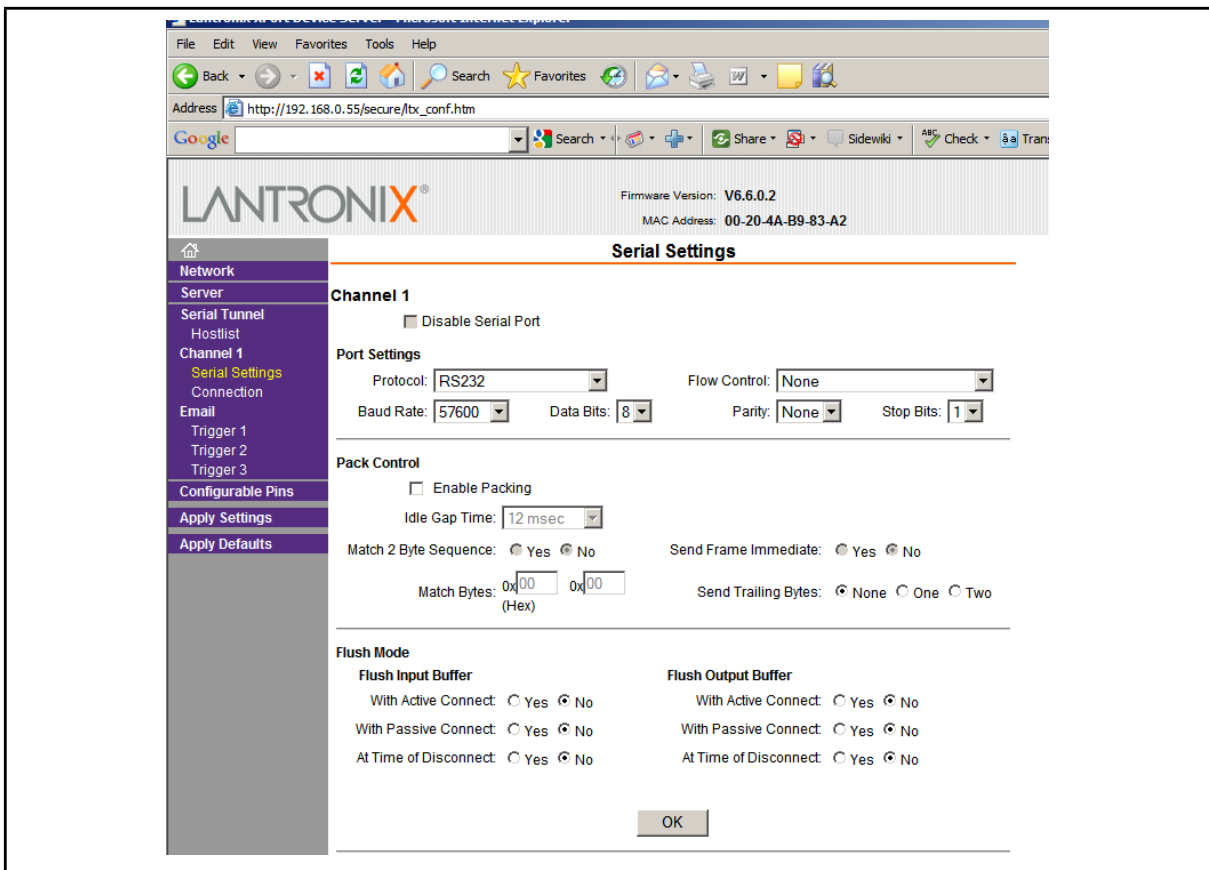 Lantronix XPort Device Server - Microsoft Internet Explorer
File Edit View Favorites Tools Help
Back Search Favorites
Address http://192.168.0.55/secure/ltx_conf.htm
Google Search Share Sidewiki Check Trans
LANTRONIX®
Firmware Version: V6.6.0.2
MAC Address: 00-20-4A-B9-83-A2
Network
Server
Serial Tunnel
Hostlist
Channel 1
Serial Settings
Connection
Email
Trigger 1
Trigger 2
Trigger 3
Configurable Pins
Apply Settings
Apply Defaults
Serial Settings
Channel 1
Disable Serial Port
Port Settings
Protocol: RS232 Flow Control: None
Baud Rate: 57600 Data Bits: 8 Parity: None Stop Bits: 1
Pack Control
Enable Packing
Idle Gap Time: 12 msec
Match 2 Byte Sequence: Yes No Send Frame Immediate: Yes No
Match Bytes: 0x 00 0x 00 Send Trailing Bytes: None One Two
(Hex)
Flush Mode
Flush Input Buffer Flush Output Buffer
With Active Connect: Yes No With Active Connect: Yes No
With Passive Connect: Yes No With Passive Connect: Yes No
At Time of Disconnect: Yes No At Time of Disconnect: Yes No
OK